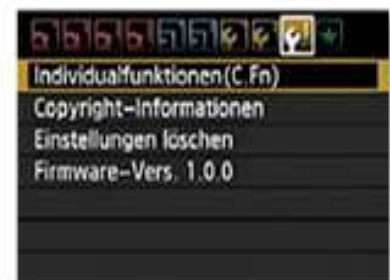 Individualfunktionen(C.Fn)
Copyright-Informationen
Einstellungen löschen
Firmware-Vers. 1.0.0